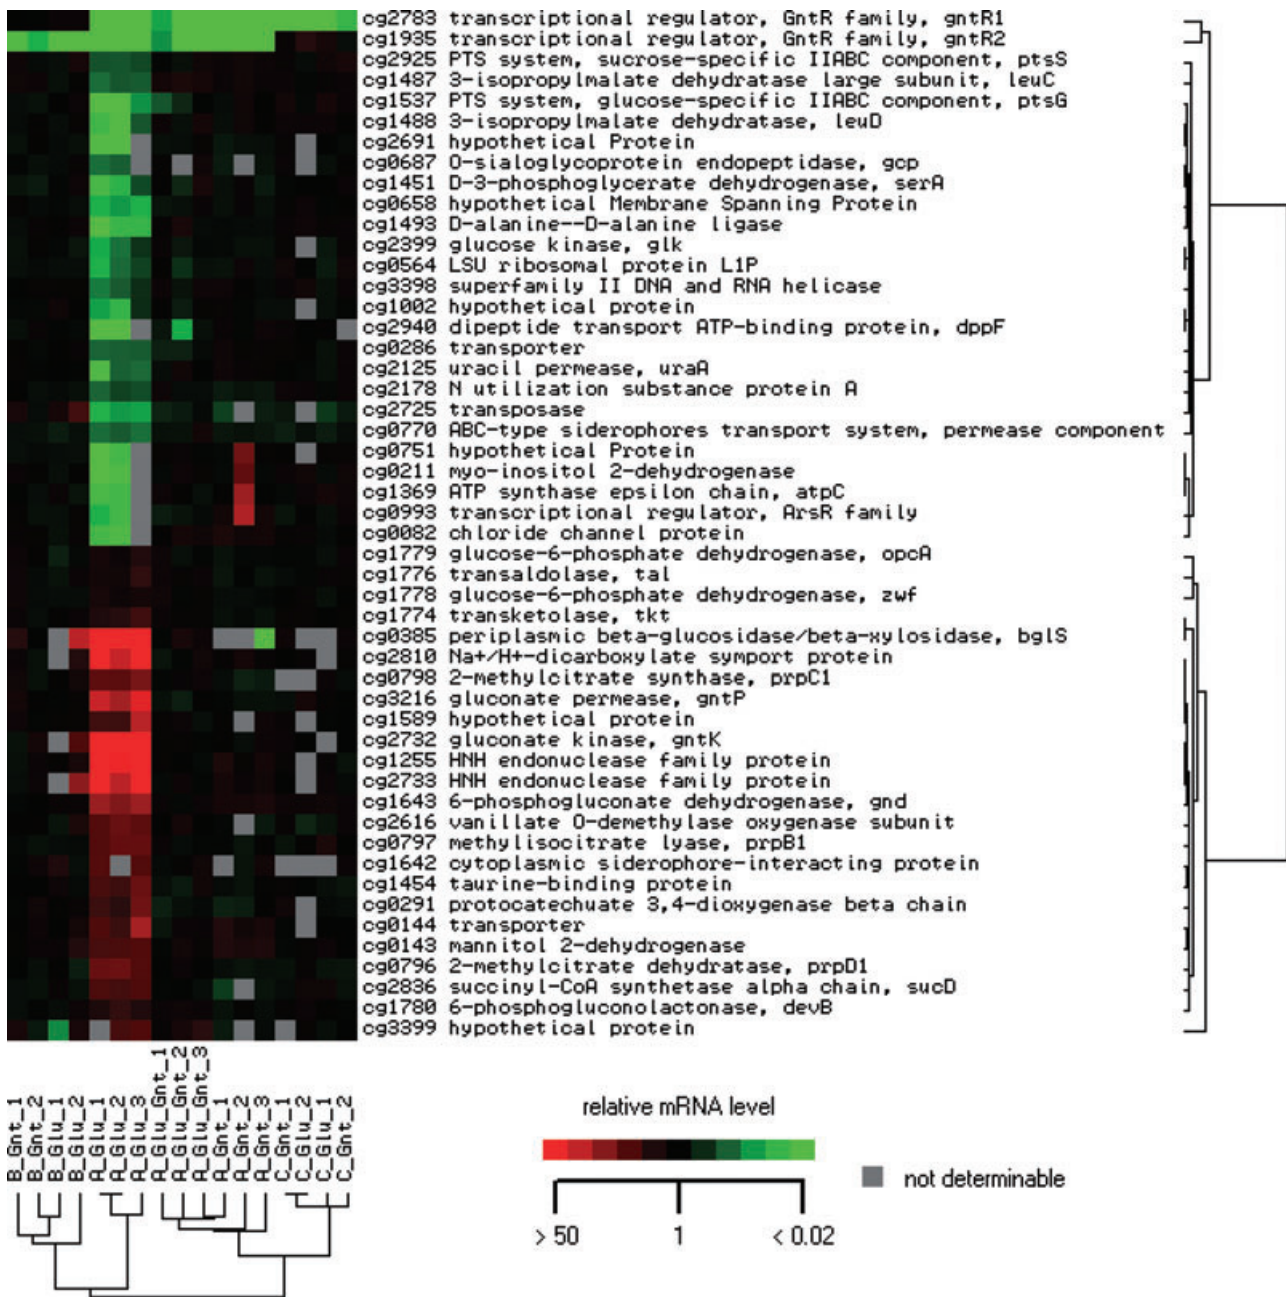 cg2783 transcriptional regulator, GntR family, gntR1
cg1935 transcriptional regulator, GntR family, gntR2
cg2925 PTS system, sucrose-specific IIABC component, ptsS
cg1487 3-isopropylmalate dehydratase large subunit, leuC
cg1537 PTS system, glucose-specific IIABC component, ptsG
cg1488 3-isopropylmalate dehydratase, leuD
cg2691 hypothetical Protein
cg0687 O-sialoglycoprotein endopeptidase, gcp
cg1451 D-3-phosphoglycerate dehydrogenase, serA
cg0658 hypothetical Membrane Spanning Protein
cg1493 D-alanine--D-alanine ligase
cg2399 glucose kinase, glk
cg0564 LSU ribosomal protein L1P
cg3398 superfamily II DNA and RNA helicase
cg1002 hypothetical protein
cg2940 dipeptide transport ATP-binding protein, dppF
cg0286 transporter
cg2125 uracil permease, uraA
cg2178 N utilization substance protein A
cg2725 transposase
cg0770 ABC-type siderophores transport system, permease component
cg0751 hypothetical Protein
cg0211 myo-inositol 2-dehydrogenase
cg1369 ATP synthase epsilon chain, atpC
cg0993 transcriptional regulator, ArsR family
cg0082 chloride channel protein
cg1779 glucose-6-phosphate dehydrogenase, opcA
cg1776 transaldolase, tal
cg1778 glucose-6-phosphate dehydrogenase, zwf
cg1774 transketolase, tkt
cg0385 periplasmic beta-glucosidase/beta-xylosidase, bglS
cg2810 Na+/H+-dicarboxylate symport protein
cg0798 2-methylcitrate synthase, prpC1
cg3216 gluconate permease, gntP
cg1589 hypothetical protein
cg2732 gluconate kinase, gntK
cg1255 HNH endonuclease family protein
cg2733 HNH endonuclease family protein
cg1643 6-phosphogluconate dehydrogenase, gnd
cg2616 vanillate O-demethylase oxygenase subunit
cg0797 methylisocitrate lyase, prpB1
cg1642 cytoplasmic siderophore-interacting protein
cg1454 taurine-binding protein
cg0291 protocatechuate 3,4-dioxygenase beta chain
cg0144 transporter
cg0143 mannitol 2-dehydrogenase
cg0796 2-methylcitrate dehydratase, prpD1
cg2836 succinyl-CoA synthetase alpha chain, sucD
cg1780 6-phosphogluconolactonase, devB
cg3399 hypothetical protein
B_Gnt_1
B_Gnt_2
B_Glu_1
B_Glu_2
A_Glu_1
A_Glu_2
A_Glu_3
A_Glu_Gnt_1
A_Glu_Gnt_2
A_Glu_Gnt_3
A_Gnt_1
A_Gnt_2
A_Gnt_3
C_Gnt_1
C_Glu_2
C_Glu_1
C_Gnt_2
relative mRNA level
> 50 1 < 0.02
not determinable